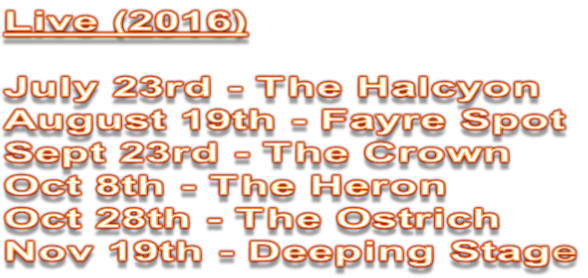 Live (2016)
July 23rd - The Halcyon
August 19th - Fayre Spot
Sept 23rd - The Crown
Oct 8th - The Heron
Oct 28th - The Ostrich
Nov 19th - Deeping Stage